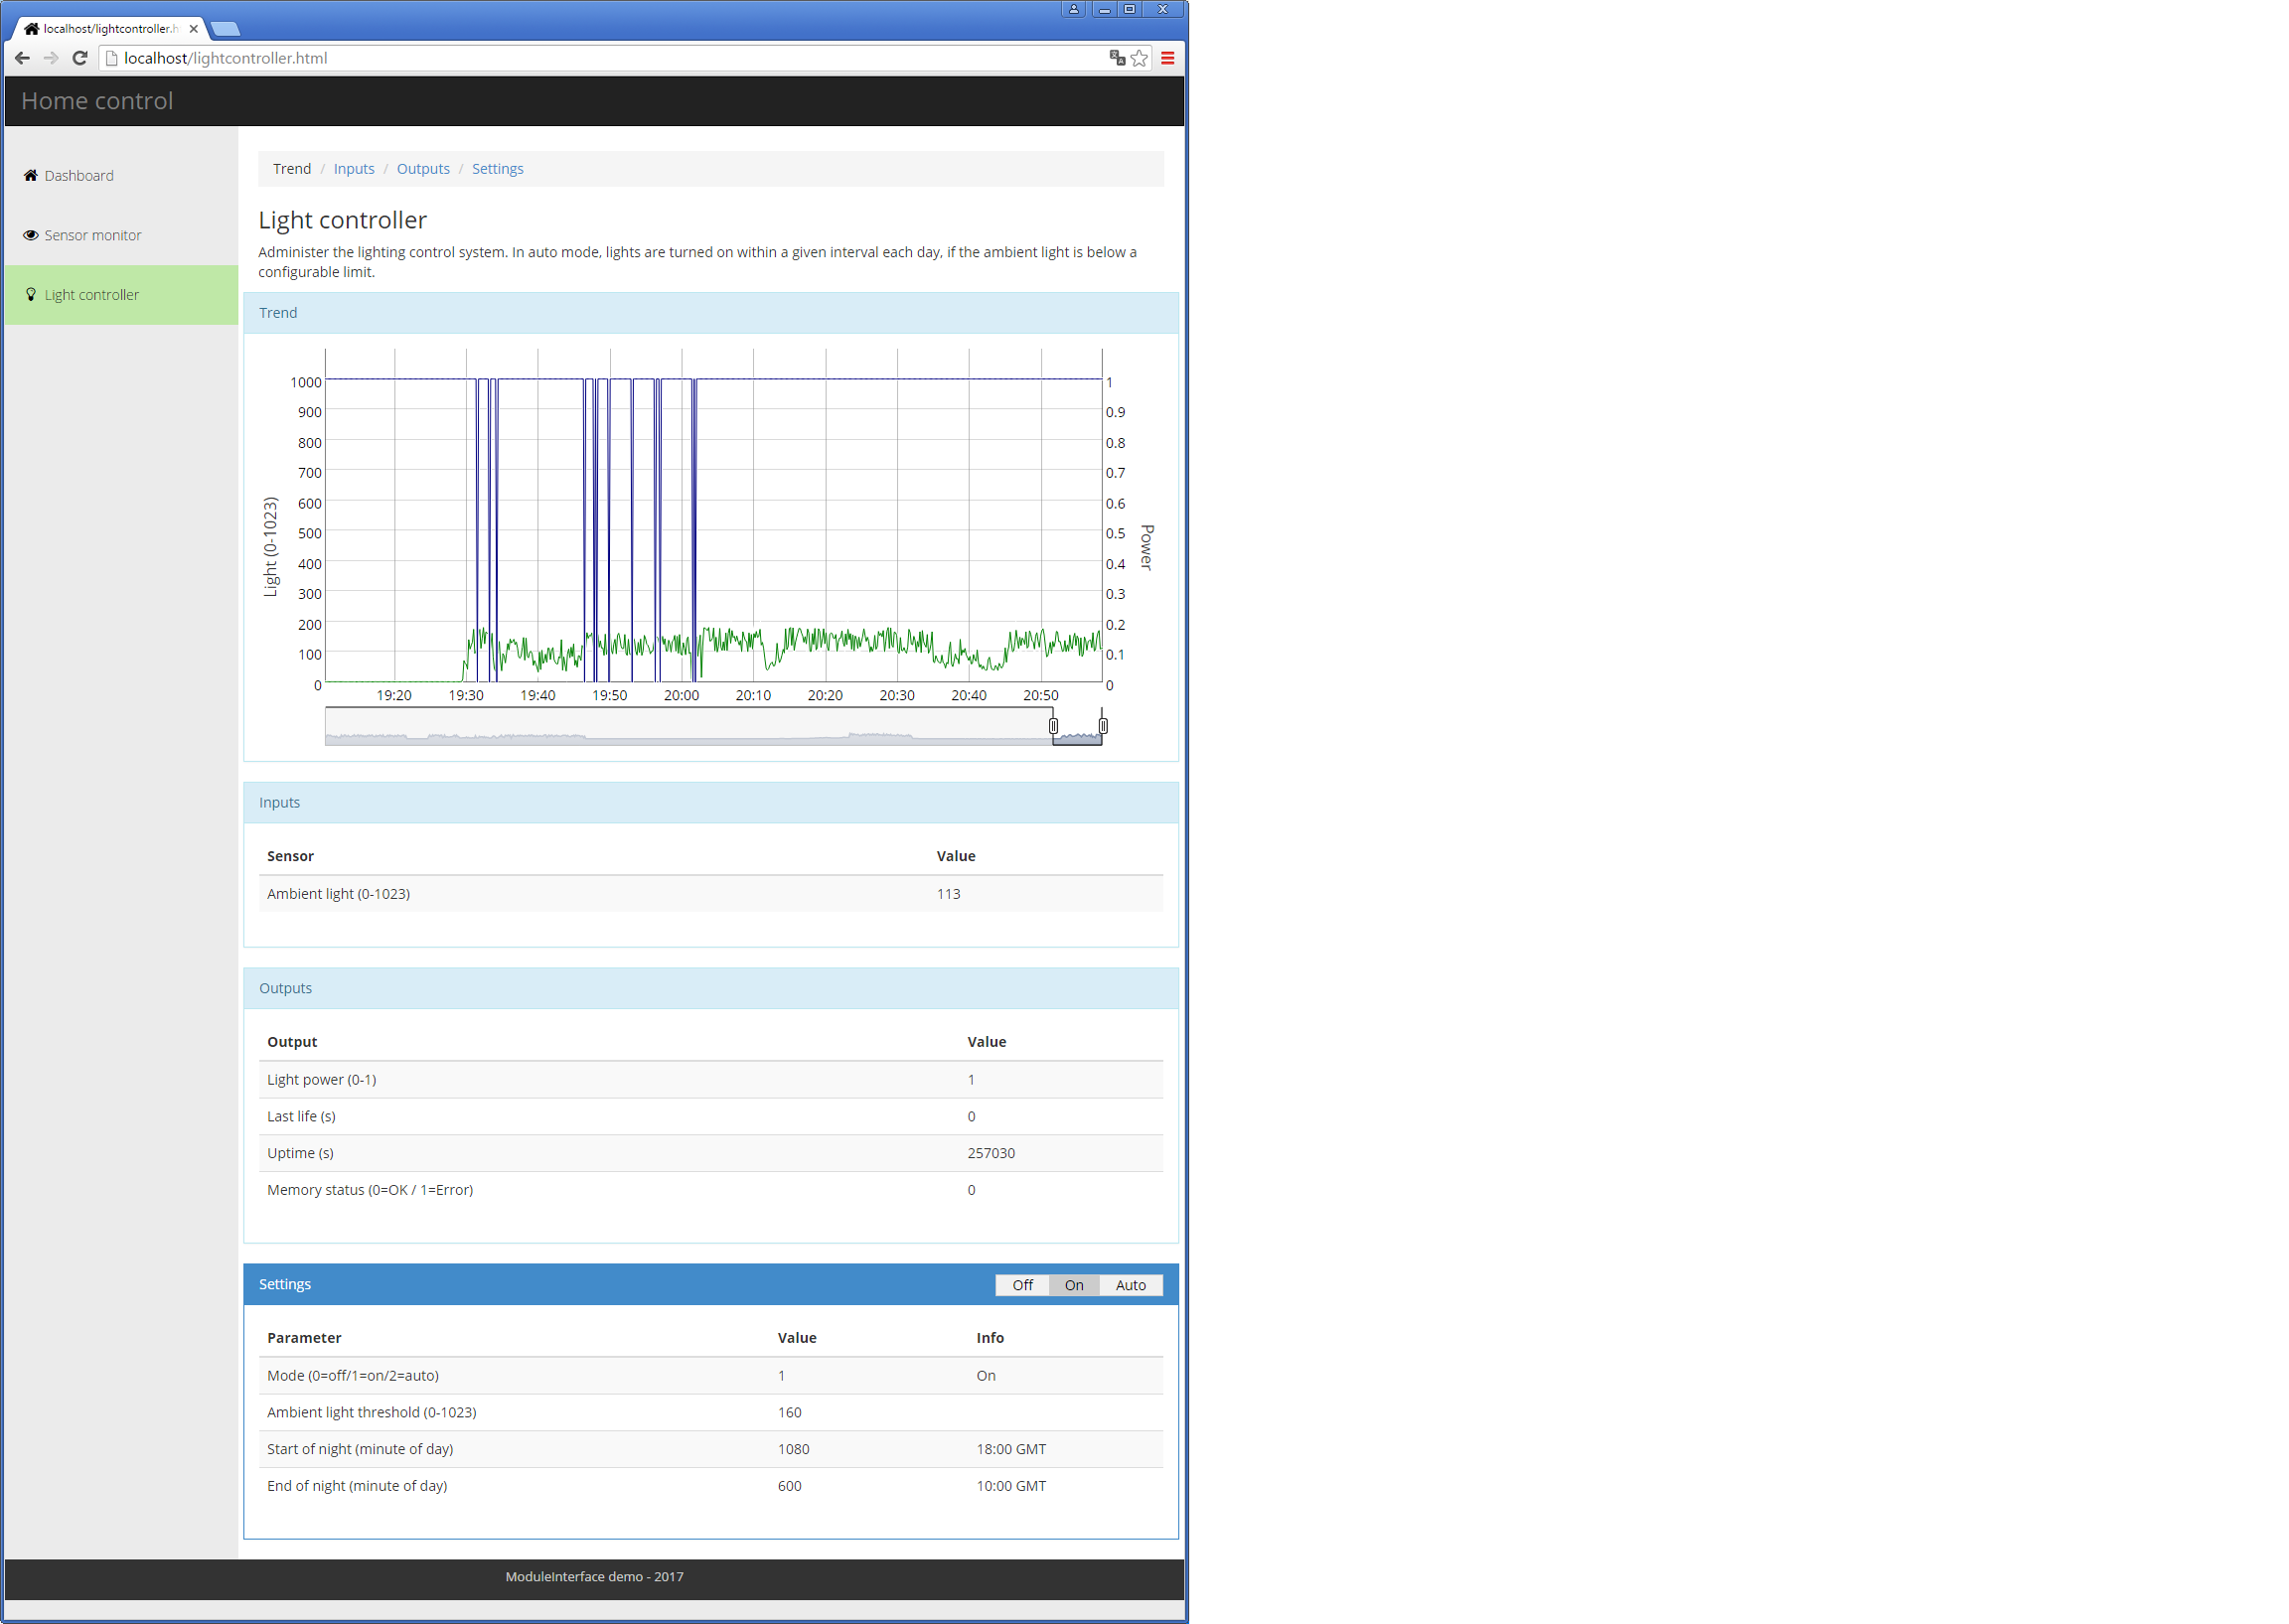 localhost/lightcontroller.h
localhost/lightcontroller.html
Home control
Dashboard
Sensor monitor
Light controller
Trend / Inputs / Outputs / Settings
Light controller
Administer the lighting control system. In auto mode, lights are turned on within a given interval each day, if the ambient light is below a
configurable limit.
Trend
Light (0-1023)
1000
900
800
700
600
500
400
300
200
100
0
1
0.9
0.8
0.7
0.6
0.5
0.4
0.3
0.2
0.1
0
Power
19:20 19:30 19:40 19:50 20:00 20:10 20:20 20:30 20:40 20:50
Inputs
Sensor Value
Ambient light (0-1023) 113
Outputs
Output Value
Light power (0-1) 1
Last life (s) 0
Uptime (s) 257030
Memory status (0=OK / 1=Error) 0
Settings Off On Auto
Parameter Value Info
Mode (0=off/1=on/2=auto) 1 On
Ambient light threshold (0-1023) 160
Start of night (minute of day) 1080 18:00 GMT
End of night (minute of day) 600 10:00 GMT
ModuleInterface demo - 2017